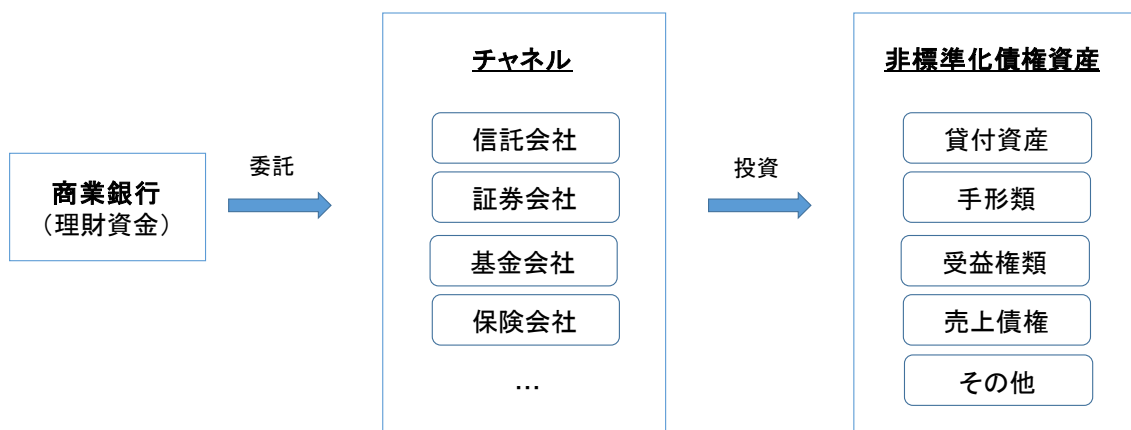 商業銀行
（理財資金）
委託
チャネル
信託会社
証券会社
基金会社
保険会社
…
投資
非標準化債権資産
貸付資産
手形類
受益権類
売上債権
その他